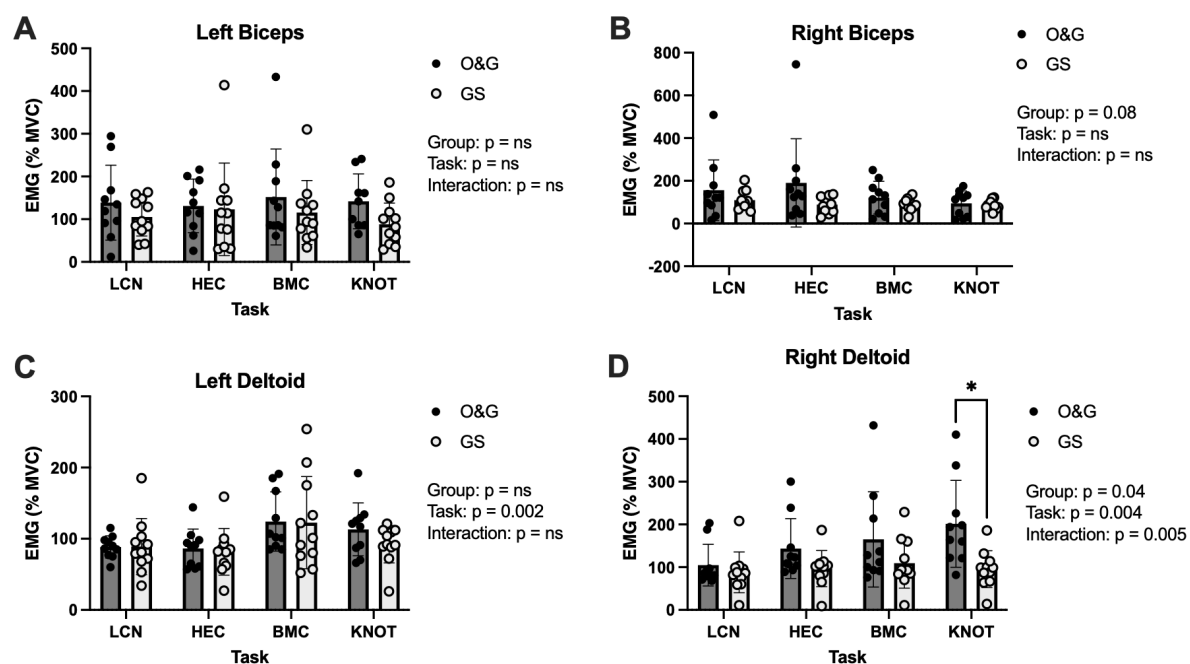 A
Left Biceps
500
400
300
200
100
0
EMG (% MVC)
LCN
HEC
BMC
KNOT
Task
O&G
GS
Group: p = ns
Task: p = ns
Interaction: p = ns
B
Right Biceps
800
600
400
200
0
-200
EMG (% MVC)
LCN
HEC
BMC
KNOT
Task
O&G
GS
Group: p = 0.08
Task: p = ns
Interaction: p = ns
C
Left Deltoid
300
200
100
0
EMG (% MVC)
LCN
HEC
BMC
KNOT
Task
O&G
GS
Group: p = ns
Task: p = 0.002
Interaction: p = ns
D
Right Deltoid
500
400
300
200
100
0
EMG (% MVC)
*
LCN
HEC
BMC
KNOT
Task
O&G
GS
Group: p = 0.04
Task: p = 0.004
Interaction: p = 0.005